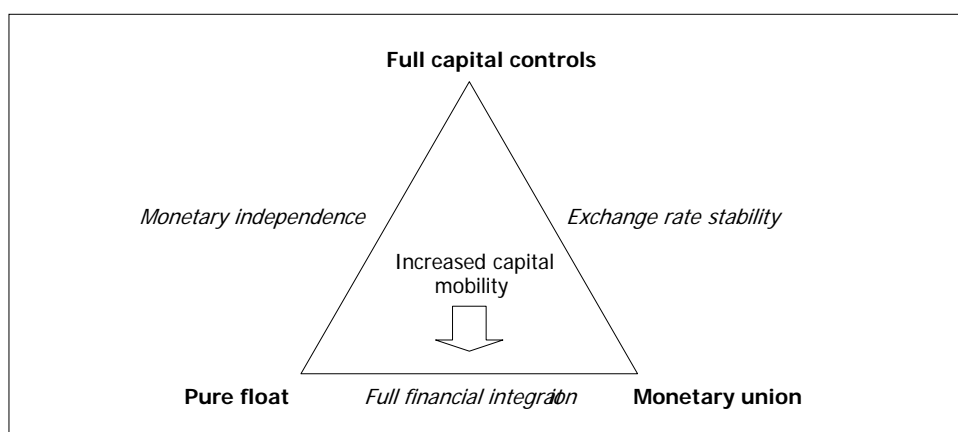 Full capital controls
Monetary independence
Exchange rate stability
Increased capital
mobility
Pure float
Full financial integration
Monetary union